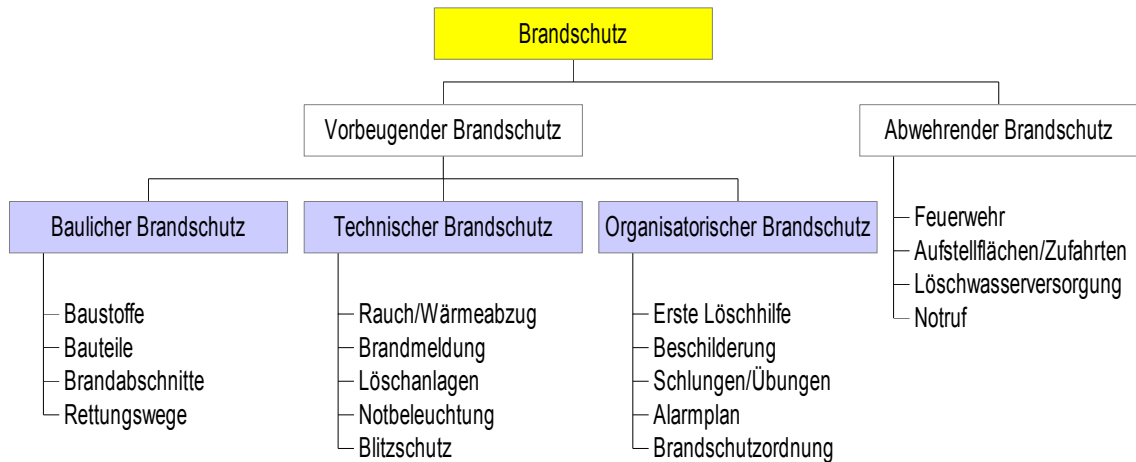 Brandschutz
Vorbeugender Brandschutz
Abwehrender Brandschutz
Baulicher Brandschutz
Baustoffe
Bauteile
Brandabschnitte
Rettungswege
Technischer Brandschutz
Rauch/Wärmeabzug
Brandmeldung
Löschanlagen
Notbeleuchtung
Blitzschutz
Organisatorischer Brandschutz
Erste Löschhilfe
Beschilderung
Schlungen/Übungen
Alarmplan
Brandschutzordnung
Feuerwehr
Aufstellflächen/Zufahrten
Löschwasserversorgung
Notruf